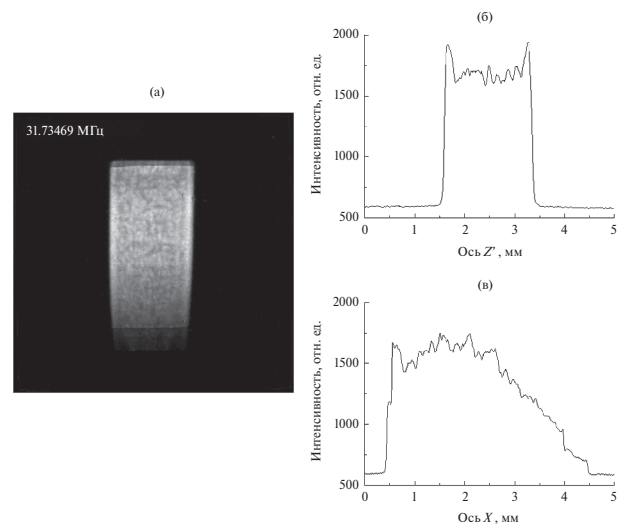 (а)
31.73469 МГц
(б)
Интенсивность, отн. ед.
2000
1500
1000
500
0 1 2 3 4 5
Ось Z', мм
(в)
Интенсивность, отн. ед.
2000
1500
1000
500
0 1 2 3 4 5
Ось X, мм